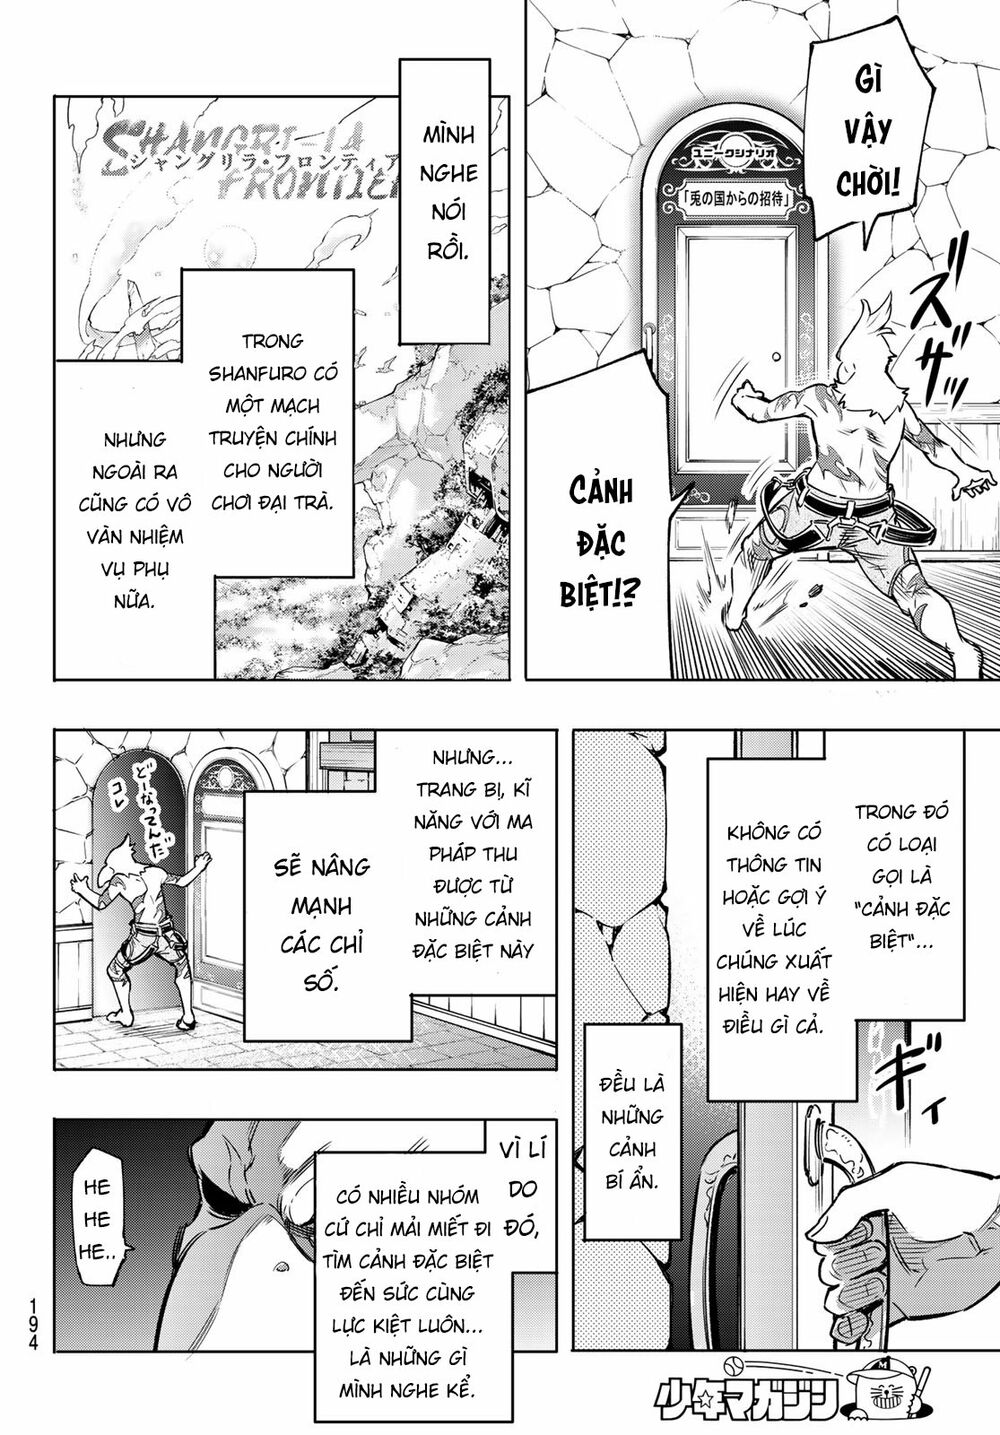 GÌ
VẬY
CHỜI!
ユニークシナリオ
「兎の国からの招待」
ズザッ
CẢNH
ĐẶC
BIỆT!?
MÌNH
NGHE
NÓI
RỒI.
SHANGRI-LA
シャングリラ・フロンティア
FRONTIER
TRONG
SHANFURO CÓ
MỘT MẠCH
TRUYỆN CHÍNH
CHO NGƯỜI
CHƠI ĐẠI TRÀ.
NHƯNG
NGOÀI RA
CŨNG CÓ VÔ
VÀN NHIỆM
VỤ PHỤ
NỮA.
TRONG ĐÓ
CÓ LOẠI
GỌI LÀ
"CẢNH ĐẶC
BIỆT"...
KHÔNG CÓ
THÔNG TIN
HOẶC GỢI Ý
VỀ LÚC
CHÚNG XUẤT
HIỆN HAY VỀ
ĐIỀU GÌ CẢ.
ĐỀU LÀ
NHỮNG
CẢNH
BÍ ẨN.
ギィ
NHƯNG...
TRANG BỊ, KĨ
NĂNG VỚI MA
PHÁP THU
ĐƯỢC TỪ
NHỮNG CẢNH
ĐẶC BIỆT NÀY
SẼ NÂNG
MẠNH
CÁC CHỈ
SỐ.
どーなってんだ
コレ
VÌ LÍ
DO
ĐÓ,
CÓ NHIỀU NHÓM
CỨ CHỈ MẢI MIẾT ĐI
TÌM CẢNH ĐẶC BIỆT
ĐẾN SỨC CÙNG
LỰC KIỆT LUÔN...
LÀ NHỮNG GÌ
MÌNH NGHE KỂ.
HE
HE
HE..
194
少年マガジン
M